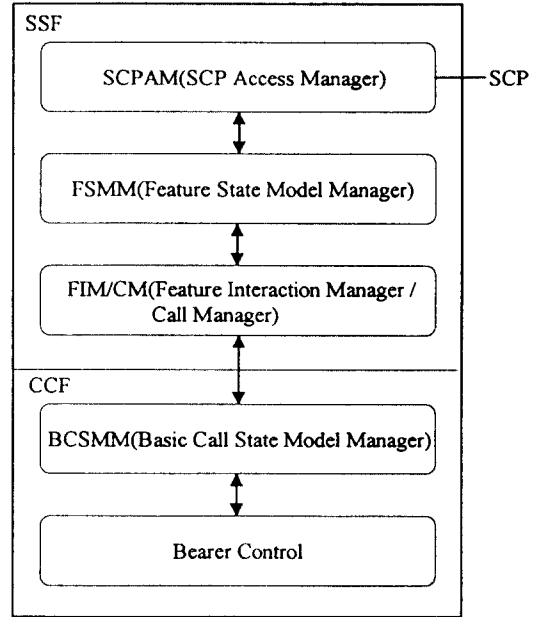 SSF
SCPAM(SCP Access Manager)
SCP
FSMM(Feature State Model Manager)
FIM/CM(Feature Interaction Manager /
Call Manager)
CCF
BCSMM(Basic Call State Model Manager)
Bearer Control